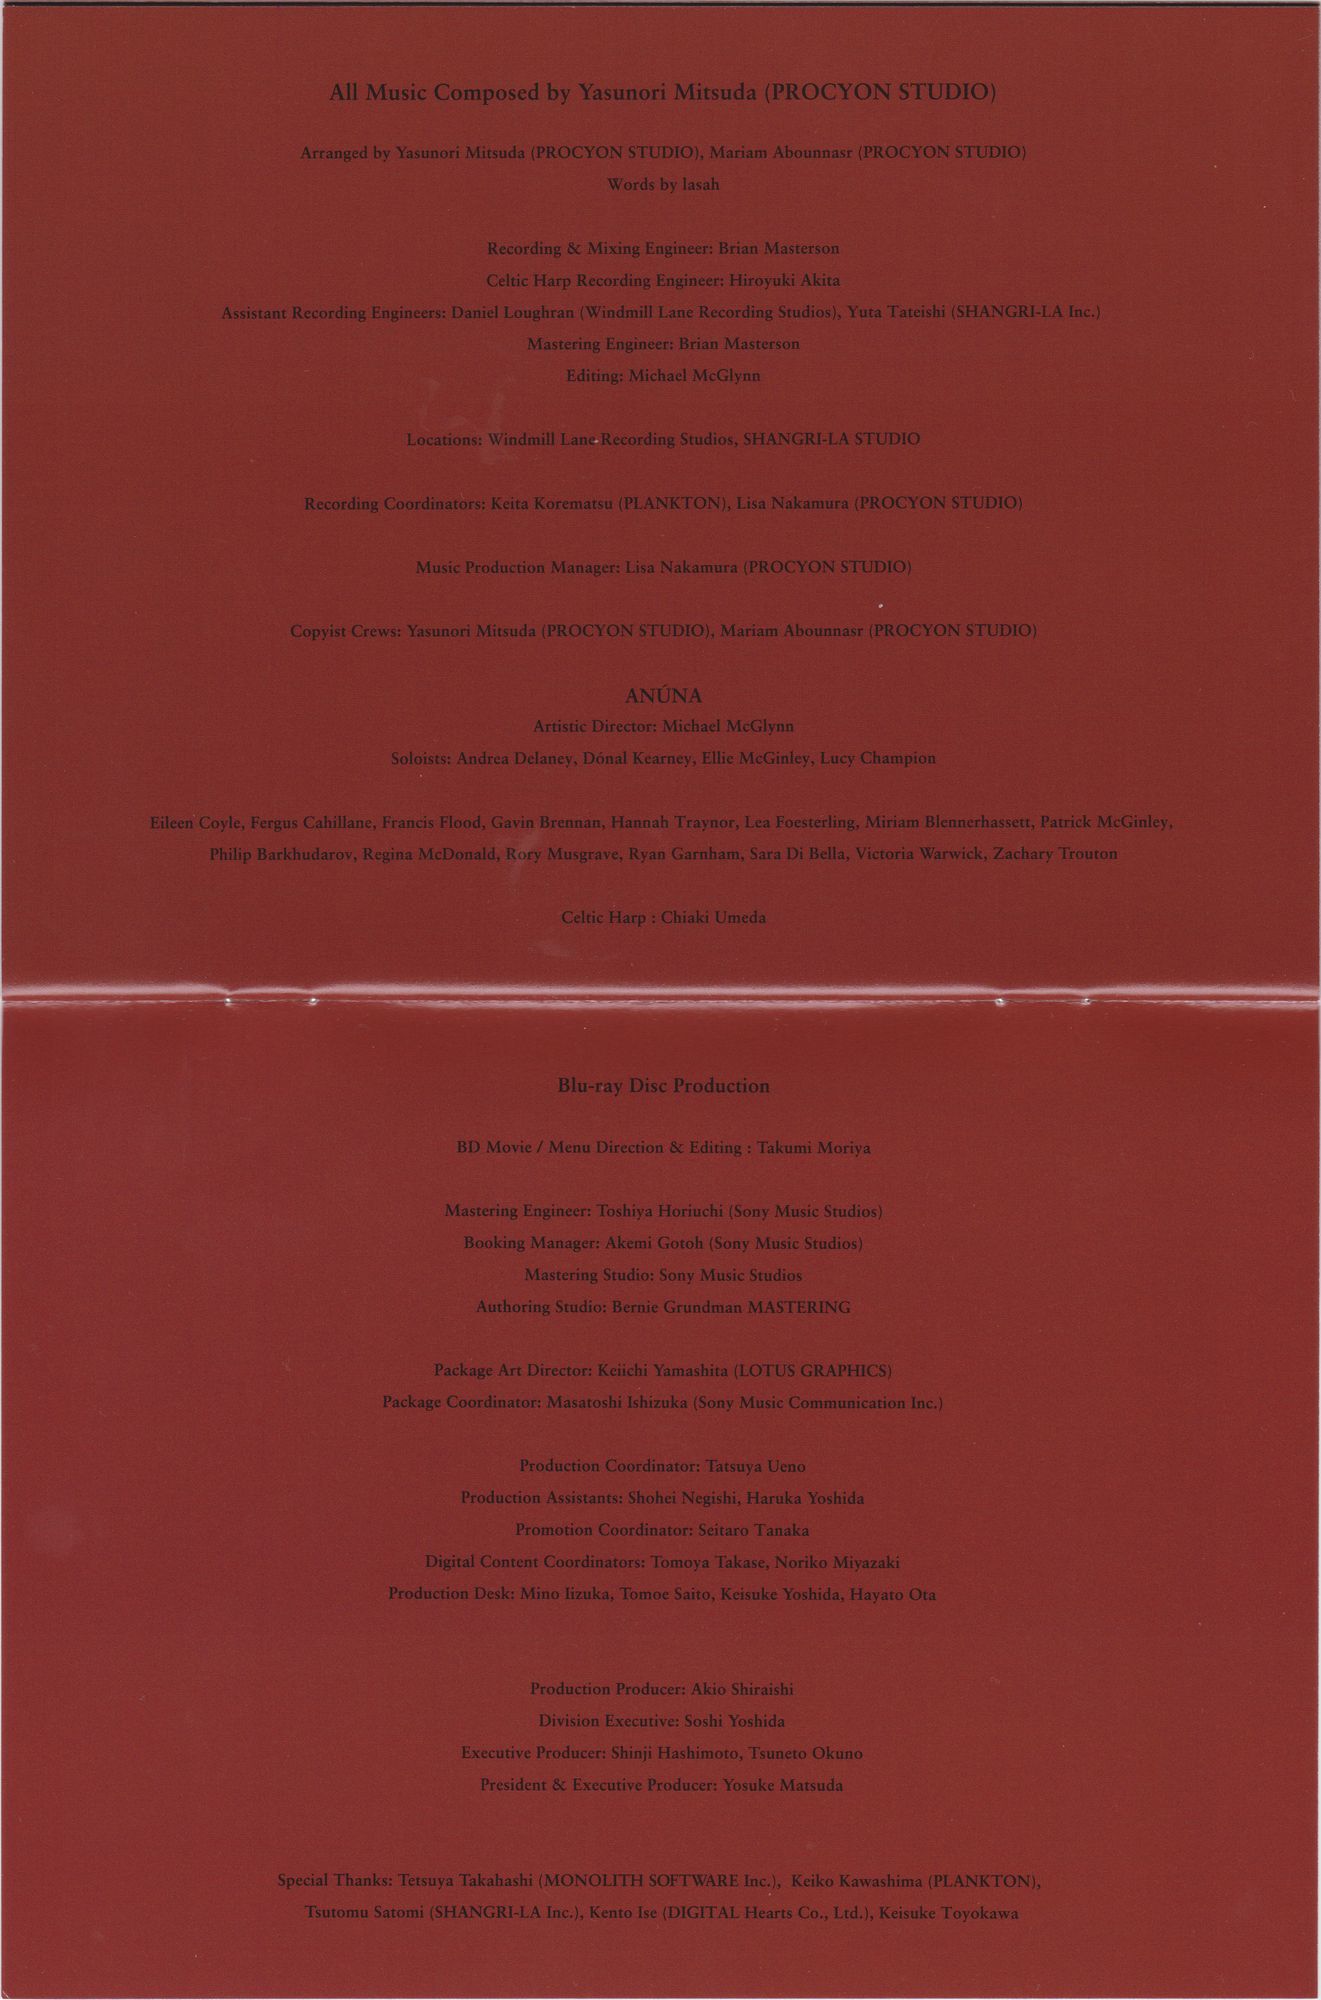 All Music Composed by Yasunori Mitsuda (PROCYON STUDIO)
Arranged by Yasunori Mitsuda (PROCYON STUDIO), Mariam Abounnasr (PROCYON STUDIO)
Words by lasah
Recording & Mixing Engineer: Brian Masterson
Celtic Harp Recording Engineer: Hiroyuki Akita
Assistant Recording Engineers: Daniel Loughran (Windmill Lane Recording Studios), Yuta Tateishi (SHANGRI-LA Inc.)
Mastering Engineer: Brian Masterson
Editing: Michael McGlynn
Locations: Windmill Lane Recording Studios, SHANGRI-LA STUDIO
Recording Coordinators: Keita Korematsu (PLANKTON), Lisa Nakamura (PROCYON STUDIO)
Music Production Manager: Lisa Nakamura (PROCYON STUDIO)
Copyist Crews: Yasunori Mitsuda (PROCYON STUDIO), Mariam Abounnasr (PROCYON STUDIO)
ANÚNA
Artistic Director: Michael McGlynn
Soloists: Andrea Delaney, Dónal Kearney, Ellie McGinley, Lucy Champion
Eileen Coyle, Fergus Cahillane, Francis Flood, Gavin Brennan, Hannah Traynor, Lea Foesterling, Miriam Blennerhassett, Patrick McGinley,
Philip Barkhudarov, Regina McDonald, Rory Musgrave, Ryan Garnham, Sara Di Bella, Victoria Warwick, Zachary Trouton
Celtic Harp : Chiaki Umeda
Blu-ray Disc Production
BD Movie / Menu Direction & Editing : Takumi Moriya
Mastering Engineer: Toshiya Horiuchi (Sony Music Studios)
Booking Manager: Akemi Gotoh (Sony Music Studios)
Mastering Studio: Sony Music Studios
Authoring Studio: Bernie Grundman MASTERING
Package Art Director: Keiichi Yamashita (LOTUS GRAPHICS)
Package Coordinator: Masatoshi Ishizuka (Sony Music Communication Inc.)
Production Coordinator: Tatsuya Ueno
Production Assistants: Shohei Negishi, Haruka Yoshida
Promotion Coordinator: Seitaro Tanaka
Digital Content Coordinators: Tomoya Takase, Noriko Miyazaki
Production Desk: Mino Iizuka, Tomoe Saito, Keisuke Yoshida, Hayato Ota
Production Producer: Akio Shiraishi
Division Executive: Soshi Yoshida
Executive Producer: Shinji Hashimoto, Tsuneto Okuno
President & Executive Producer: Yosuke Matsuda
Special Thanks: Tetsuya Takahashi (MONOLITH SOFTWARE Inc.), Keiko Kawashima (PLANKTON),
Tsutomu Satomi (SHANGRI-LA Inc.), Kento Ise (DIGITAL Hearts Co., Ltd.), Keisuke Toyokawa